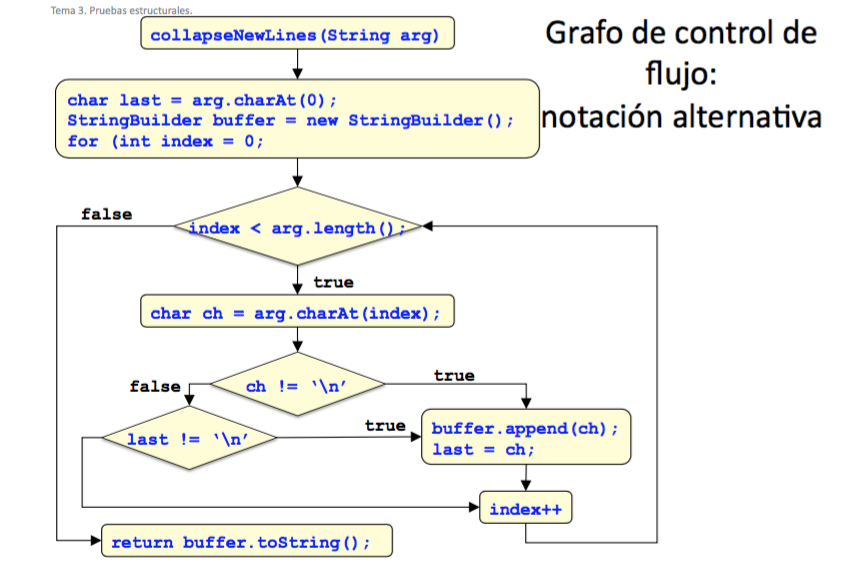 Tema 3. Pruebas estructurales.
collapseNewLines(String arg)
Grafo de control de
flujo:
notación alternativa
char last = arg.charAt(0);
StringBuilder buffer = new StringBuilder();
for (int index = 0;
false
index < arg.length();
true
char ch = arg.charAt(index);
ch != '\n’
true
false
last != '\n’
true
buffer.append(ch);
last = ch;
index++
return buffer.toString();